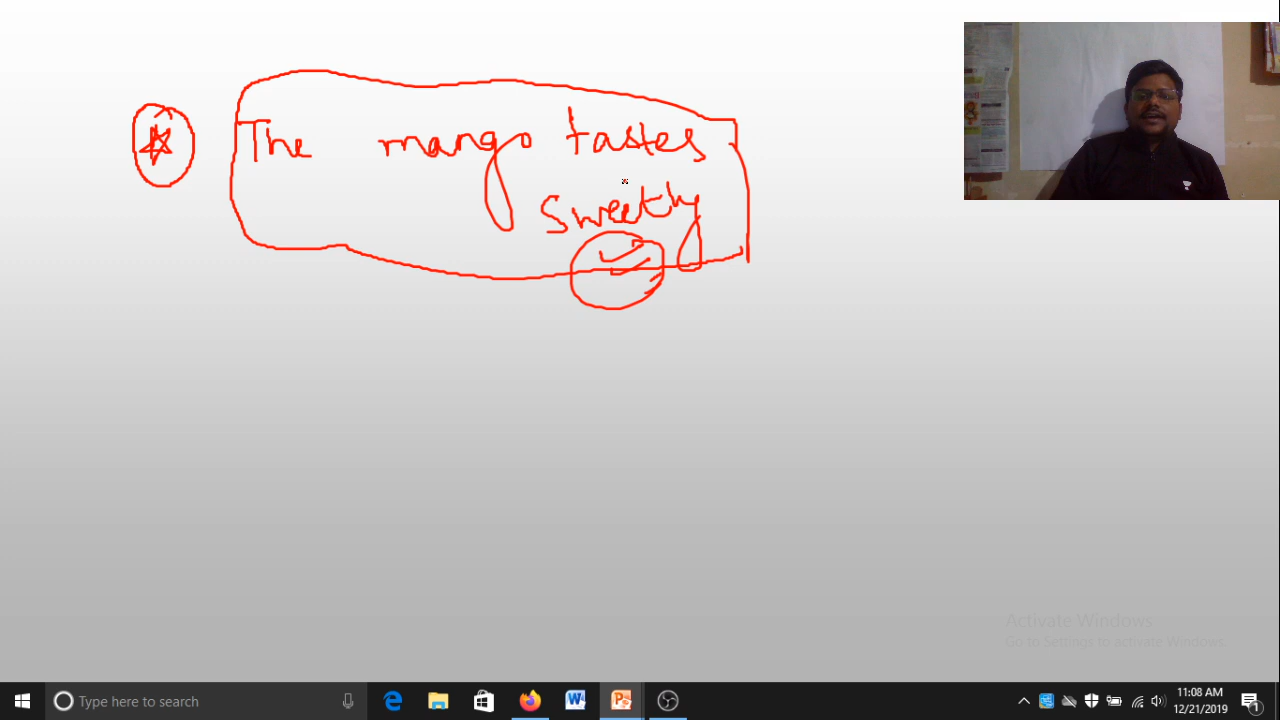 The mango tastes
Sweetly
Activate Windows
Go to Settings to activate Windows.
Type here to search
11:08 AM
12/21/2019
1